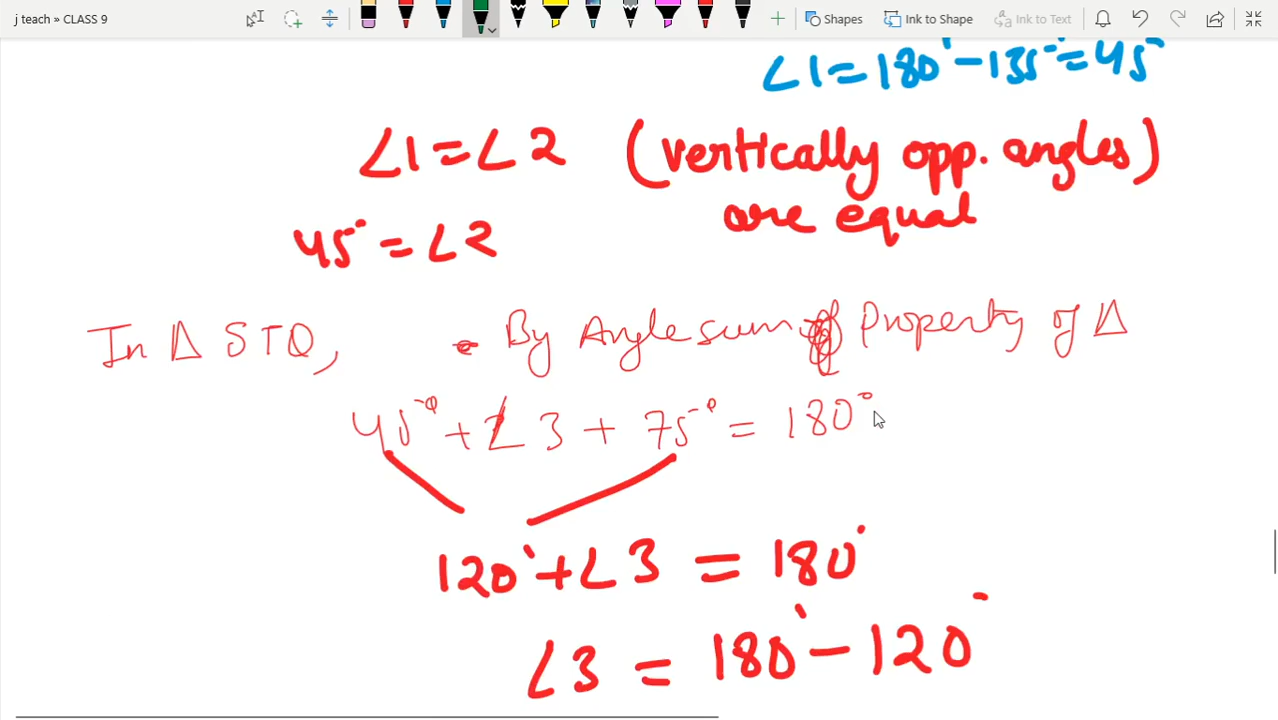 j teach » CLASS 9
Shapes Ink to Shape Ink to Text
∠1=180°-135°=45°
∠1=∠2 (vertically opp. angles)
are equal
45°=∠2
In Δ STQ, By Angle sum Property of Δ
45° + ∠3 + 75° = 180°
120°+∠3 = 180°
∠3 = 180°-120°